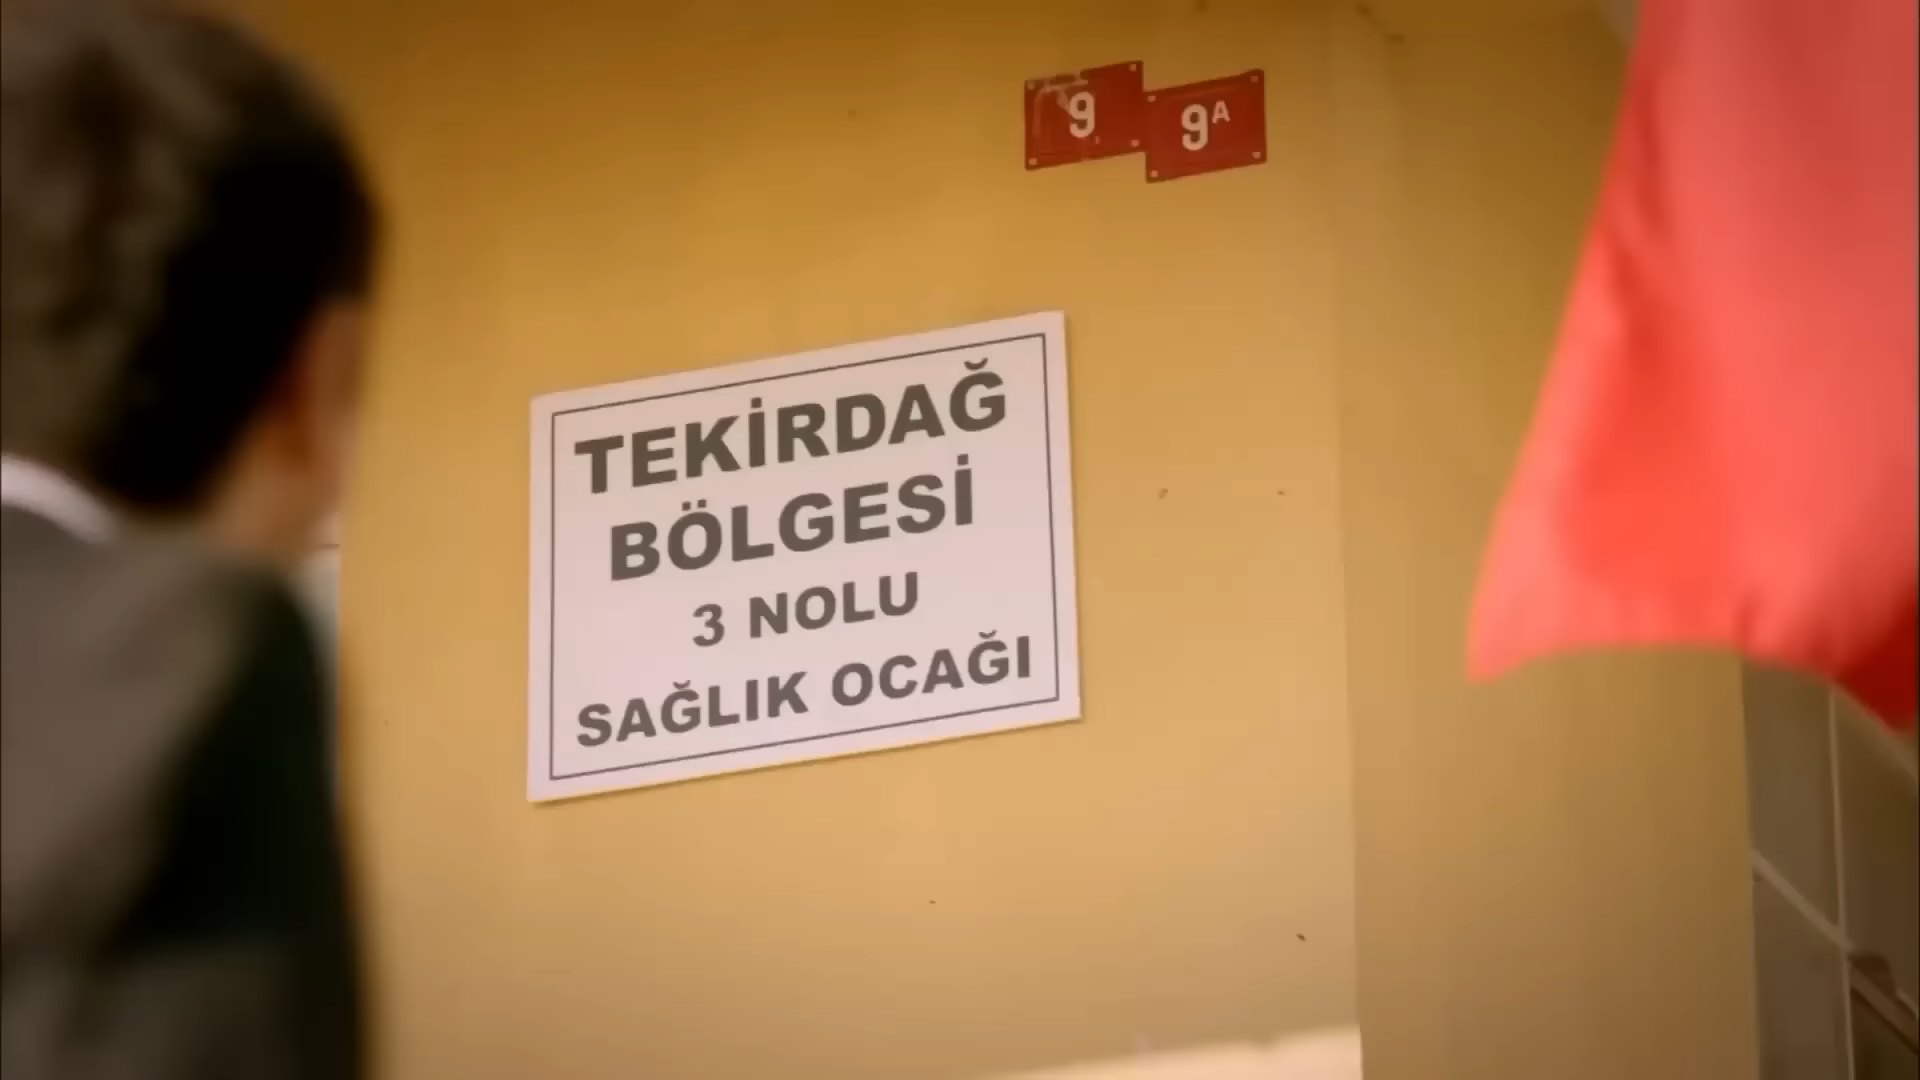 9
9A
TEKİRDAĞ
BÖLGESİ
3 NOLU
SAĞLIK OCAĞI